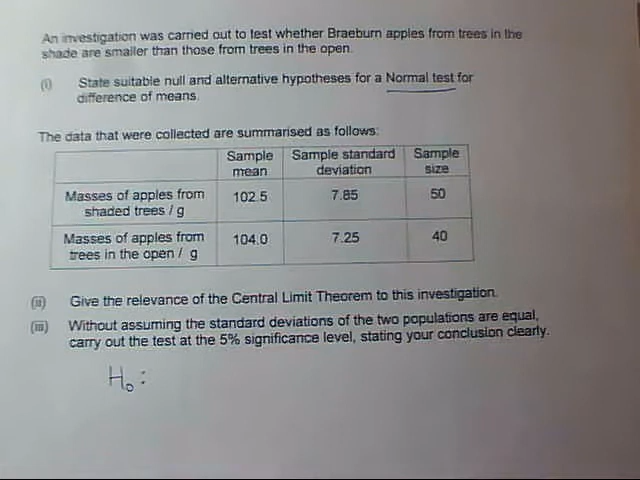 An investigation was carried out to test whether Braeburn apples from trees in the
shade are smaller than those from trees in the open.
(i) State suitable null and alternative hypotheses for a Normal test for
difference of means.
The data that were collected are summarised as follows:
Sample mean Sample standard deviation Sample size
Masses of apples from shaded trees / g 102.5 7.85 50
Masses of apples from trees in the open / g 104.0 7.25 40
(ii) Give the relevance of the Central Limit Theorem to this investigation.
(iii) Without assuming the standard deviations of the two populations are equal,
carry out the test at the 5% significance level, stating your conclusion clearly.
H₀: